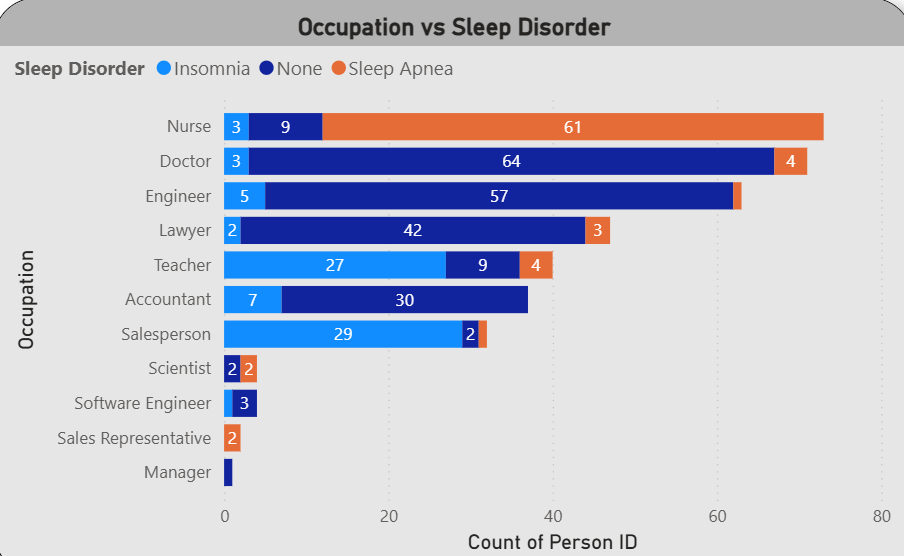 Occupation vs Sleep Disorder
Sleep Disorder Insomnia None Sleep Apnea
Occupation
Nurse 3 9 61
Doctor 3 64 4
Engineer 5 57
Lawyer 2 42 3
Teacher 27 9 4
Accountant 7 30
Salesperson 29 2
Scientist 2 2
Software Engineer 3
Sales Representative 2
Manager
0 20 40 60 80
Count of Person ID